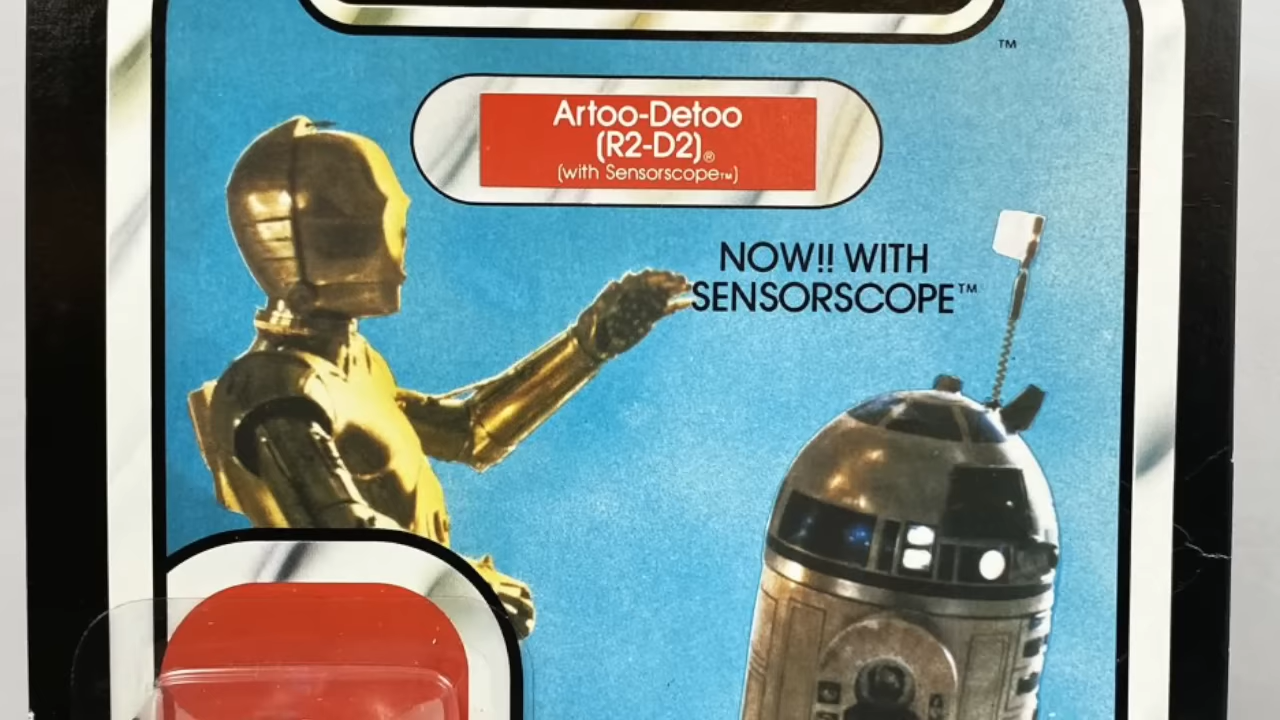 TM
Artoo-Detoo
(R2-D2)®
(with Sensorscope™)
NOW!! WITH
SENSORSCOPE™